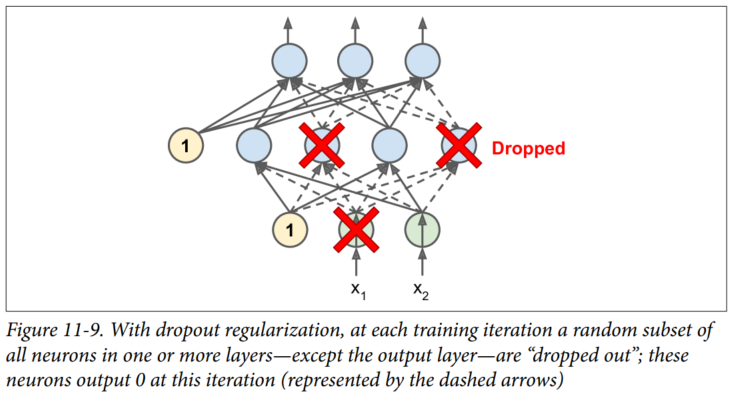 1
Dropped
1
x1 x2
Figure 11-9. With dropout regularization, at each training iteration a random subset of
all neurons in one or more layers—except the output layer—are “dropped out”; these
neurons output 0 at this iteration (represented by the dashed arrows)